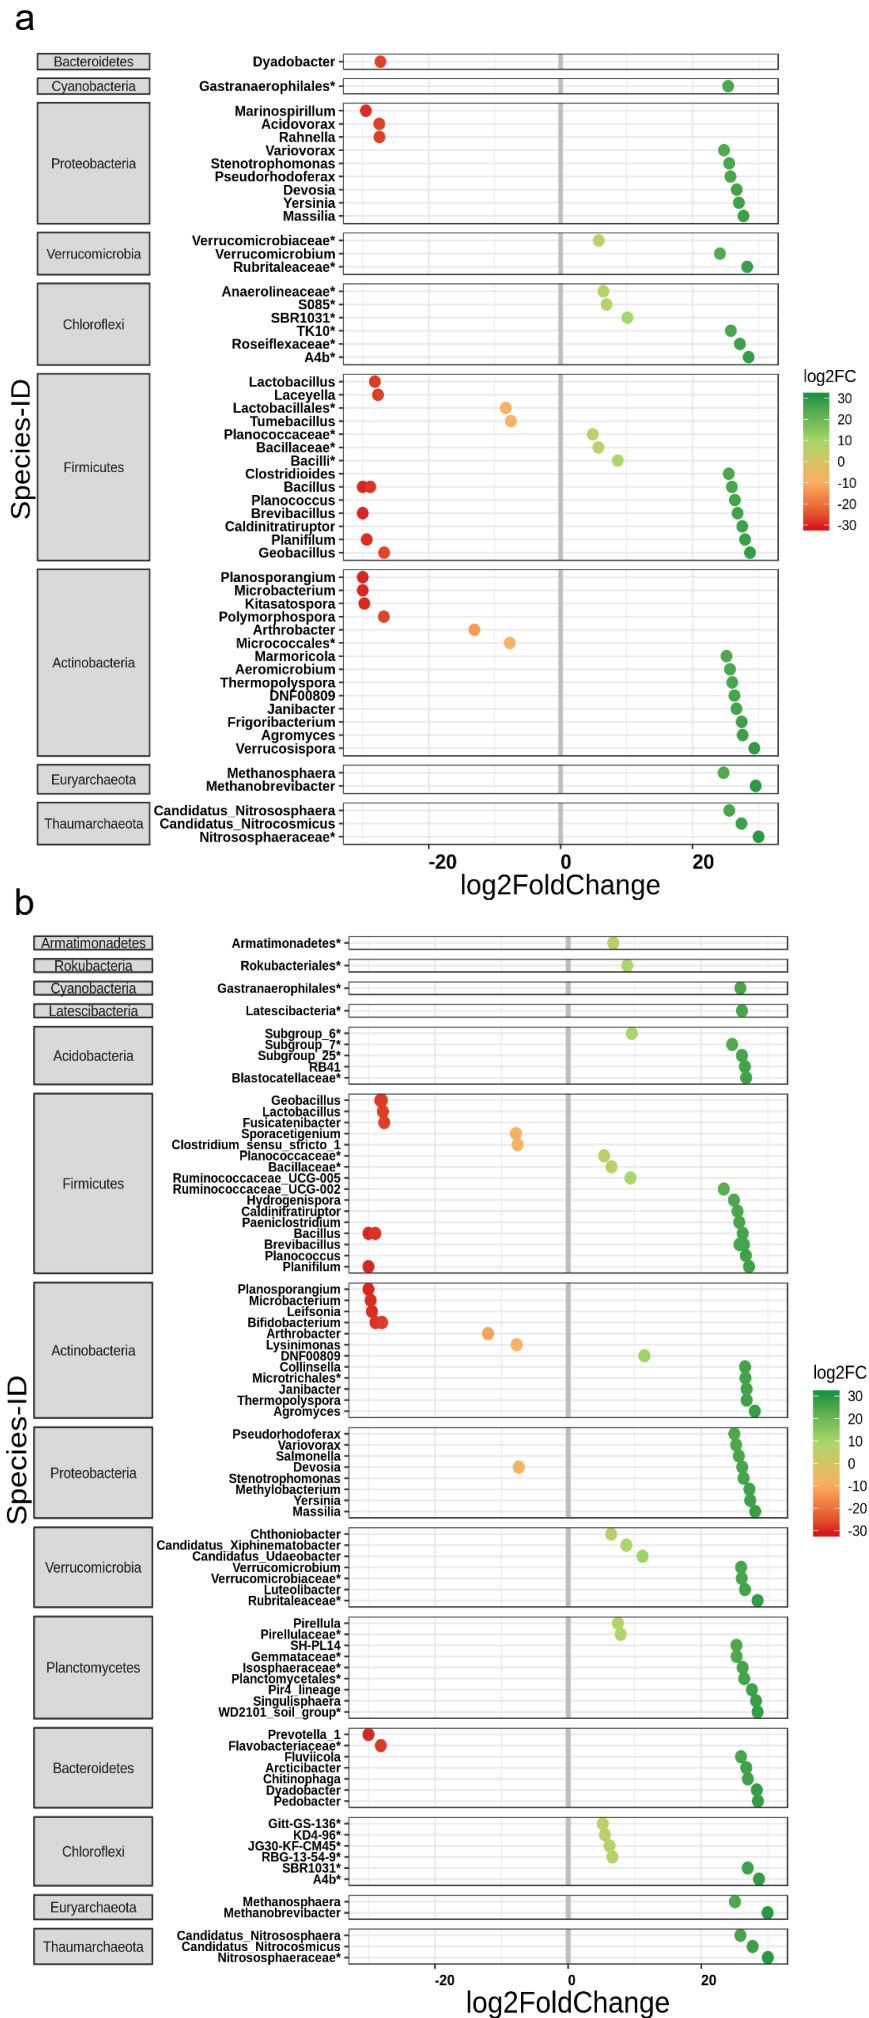 a
Bacteroidetes
Dyadobacter
Cyanobacteria
Gastranaerophilales*
Proteobacteria
Marinospirillum
Acidovorax
Rahnella
Variovorax
Stenotrophomonas
Pseudorhodoferax
Devosia
Yersinia
Massilia
Verrucomicrobia
Verrucomicrobiaceae*
Verrucomicrobium
Rubritaleaceae*
Chloroflexi
Anaerolineaceae*
S085*
SBR1031*
TK10*
Roseiflexaceae*
A4b*
Firmicutes
Lactobacillus
Laceyella
Lactobacillales*
Tumebacillus
Planococcaceae*
Bacillaceae*
Bacilli*
Clostridioides
Bacillus
Planococcus
Brevibacillus
Caldinitratiruptor
Planifilum
Geobacillus
Actinobacteria
Planosporangium
Microbacterium
Kitasatospora
Polymorphospora
Arthrobacter
Micrococcales*
Marmoricola
Aeromicrobium
Thermopolyspora
DNF00809
Janibacter
Frigoribacterium
Agromyces
Verrucosispora
Euryarchaeota
Methanosphaera
Methanobrevibacter
Thaumarchaeota
Candidatus_Nitrososphaera
Candidatus_Nitrocosmicus
Nitrososphaeraceae*
Species-ID
-20 0 20
log2FoldChange
log2FC
30
20
10
0
-10
-20
-30
b
Armatimonadetes
Armatimonadetes*
Rokubacteria
Rokubacteriales*
Cyanobacteria
Gastranaerophilales*
Latescibacteria
Latescibacteria*
Acidobacteria
Subgroup_6*
Subgroup_7*
Subgroup_25*
RB41
Blastocatellaceae*
Firmicutes
Geobacillus
Lactobacillus
Fusicatenibacter
Sporacetigenium
Clostridium_sensu_stricto_1
Planococcaceae*
Bacillaceae*
Ruminococcaceae_UCG-005
Ruminococcaceae_UCG-002
Hydrogenispora
Caldinitratiruptor
Paeniclostridium
Bacillus
Brevibacillus
Planococcus
Planifilum
Actinobacteria
Planosporangium
Microbacterium
Leifsonia
Bifidobacterium
Arthrobacter
Lysinimonas
DNF00809
Collinsella
Microtrichales*
Janibacter
Thermopolyspora
Agromyces
Proteobacteria
Pseudorhodoferax
Variovorax
Salmonella
Devosia
Stenotrophomonas
Methylobacterium
Yersinia
Massilia
Verrucomicrobia
Chthoniobacter
Candidatus_Xiphinematobacter
Candidatus_Udaeobacter
Verrucomicrobium
Verrucomicrobiaceae*
Luteolibacter
Rubritaleaceae*
Planctomycetes
Pirellula
Pirellulaceae*
SH-PL14
Gemmataceae*
Isosphaeraceae*
Planctomycetales*
Pir4_lineage
Singulisphaera
WD2101_soil_group*
Bacteroidetes
Prevotella_1
Flavobacteriaceae*
Fluviicola
Arcticibacter
Chitinophaga
Dyadobacter
Pedobacter
Chloroflexi
Gitt-GS-136*
KD4-96*
JG30-KF-CM45*
RBG-13-54-9*
SBR1031*
A4b*
Euryarchaeota
Methanosphaera
Methanobrevibacter
Thaumarchaeota
Candidatus_Nitrososphaera
Candidatus_Nitrocosmicus
Nitrososphaeraceae*
Species-ID
-20 0 20
log2FoldChange
log2FC
30
20
10
0
-10
-20
-30